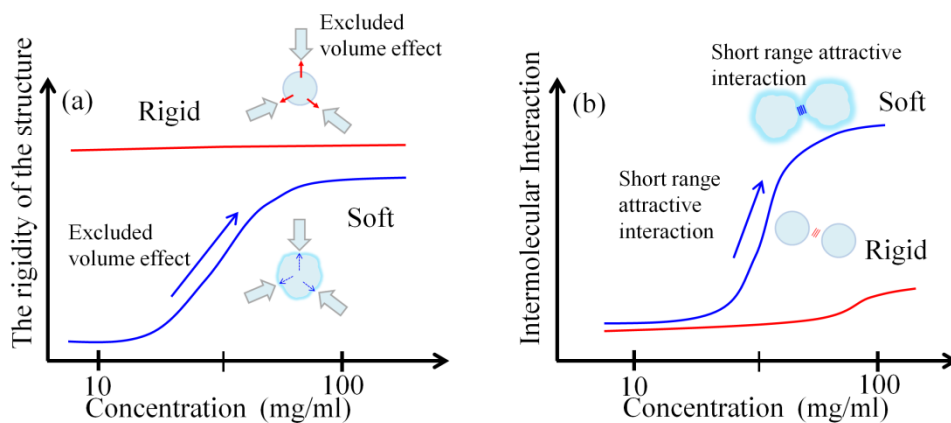 (a)
The rigidity of the structure
Excluded
volume effect
Rigid
Soft
Excluded
volume effect
10
100
Concentration (mg/ml)
(b)
Intermolecular Interaction
Short range attractive
interaction
Soft
Short range
attractive
interaction
Rigid
10
100
Concentration (mg/ml)